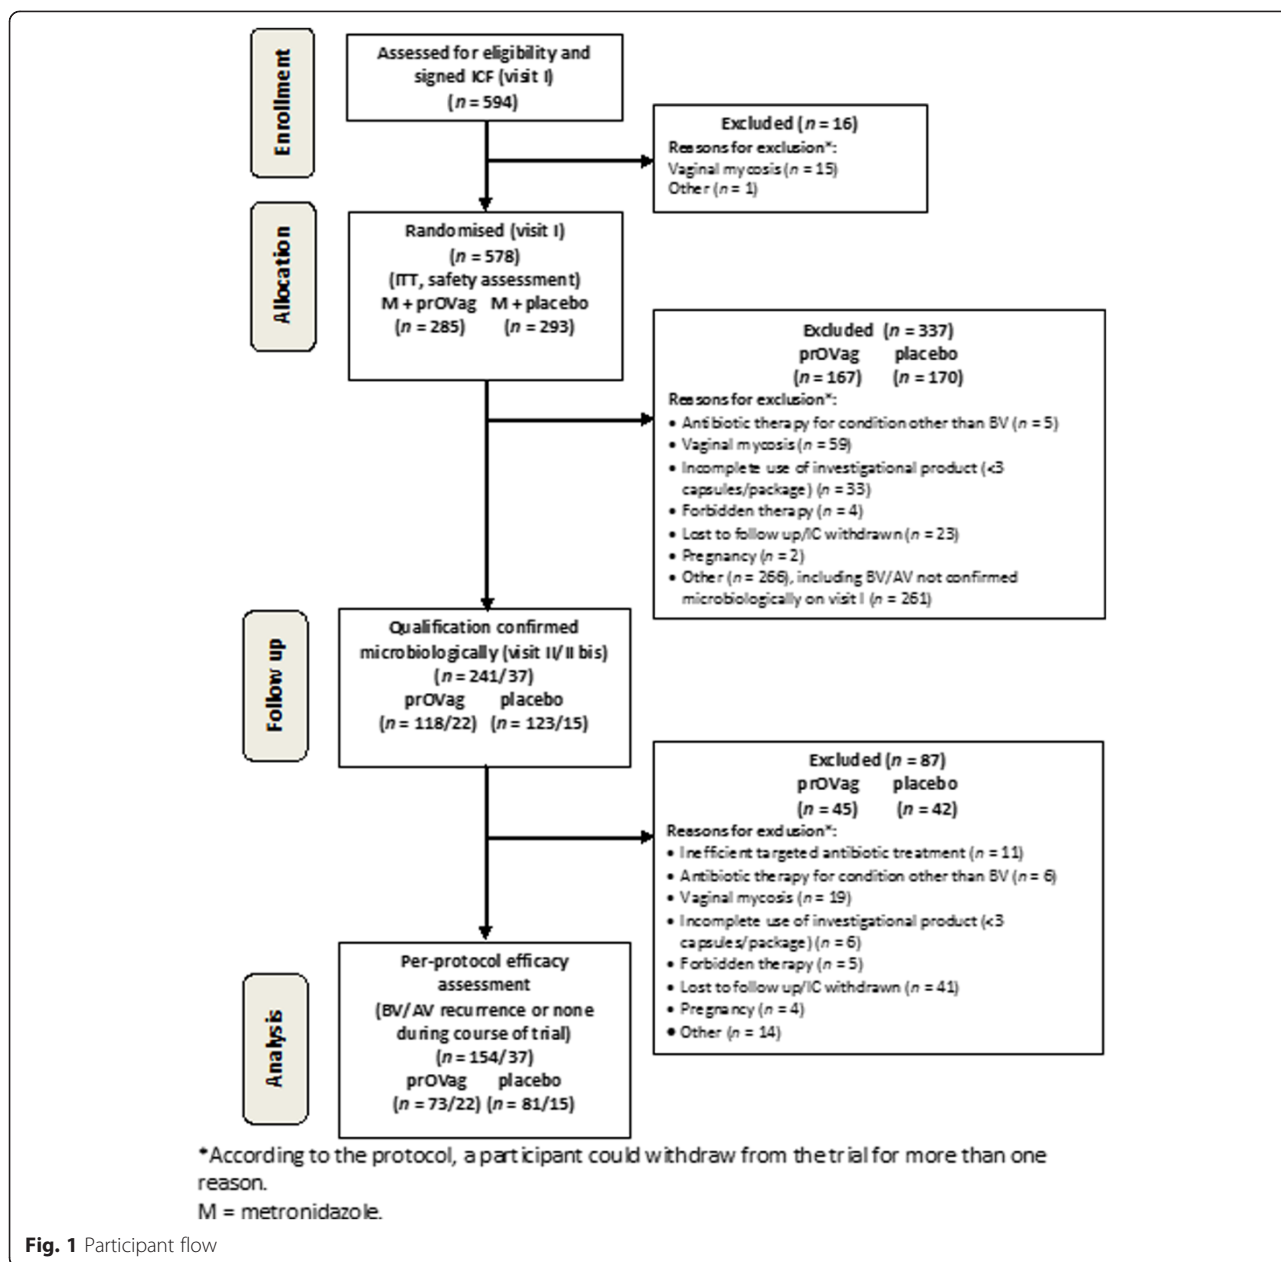 Enrollment
Assessed for eligibility and
signed ICF (visit I)
(n = 594)
Excluded (n = 16)
Reasons for exclusion*:
Vaginal mycosis (n = 15)
Other (n = 1)
Allocation
Randomised (visit I)
(n = 578)
(ITT, safety assessment)
M + prOVag M + placebo
(n = 285) (n = 293)
Excluded (n = 337)
prOVag placebo
(n = 167) (n = 170)
Reasons for exclusion*:
• Antibiotic therapy for condition other than BV (n = 5)
• Vaginal mycosis (n = 59)
• Incomplete use of investigational product (<3
capsules/package) (n = 33)
• Forbidden therapy (n = 4)
• Lost to follow up/IC withdrawn (n = 23)
• Pregnancy (n = 2)
• Other (n = 266), including BV/AV not confirmed
microbiologically on visit I (n = 261)
Follow up
Qualification confirmed
microbiologically (visit II/II bis)
(n = 241/37)
prOVag placebo
(n = 118/22) (n = 123/15)
Excluded (n = 87)
prOVag placebo
(n = 45) (n = 42)
Reasons for exclusion*:
• Inefficient targeted antibiotic treatment (n = 11)
• Antibiotic therapy for condition other than BV (n = 6)
• Vaginal mycosis (n = 19)
• Incomplete use of investigational product (<3
capsules/package) (n = 6)
• Forbidden therapy (n = 5)
• Lost to follow up/IC withdrawn (n = 41)
• Pregnancy (n = 4)
• Other (n = 14)
Analysis
Per-protocol efficacy
assessment
(BV/AV recurrence or none
during course of trial)
(n = 154/37)
prOVag placebo
(n = 73/22) (n = 81/15)
*According to the protocol, a participant could withdraw from the trial for more than one
reason.
M = metronidazole.
Fig. 1 Participant flow